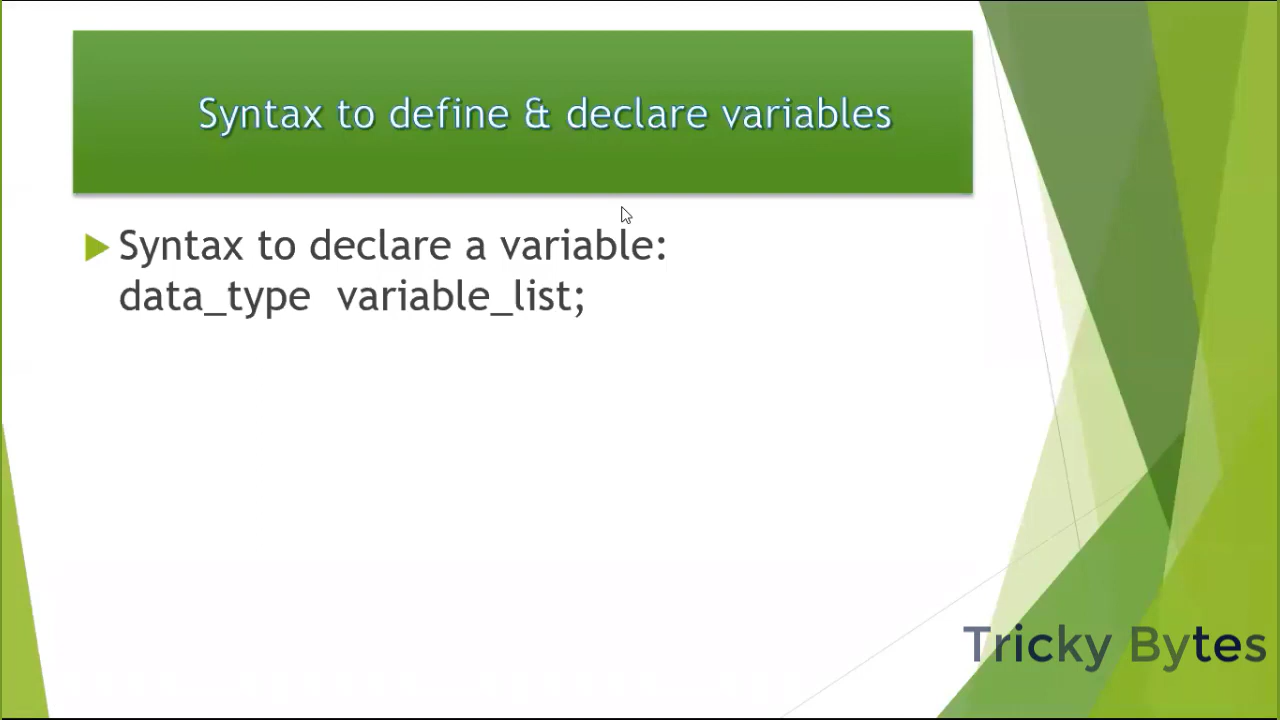 Syntax to define & declare variables
Syntax to declare a variable:
data_type variable_list;
Tricky Bytes